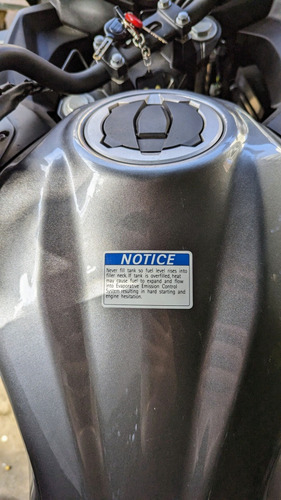 NOTICE
Never fill tank so fuel level rises into
filler neck. If tank is overfilled, heat
may cause fuel to expand and flow
into Evaporative Emission Control
System resulting in hard starting and
engine hesitation.